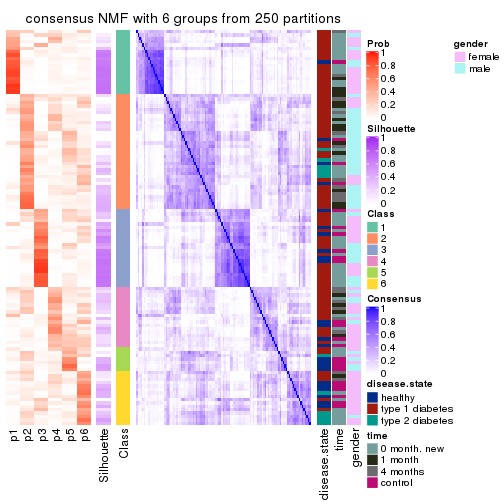 consensus NMF with 6 groups from 250 partitions
p1
p2
p3
p4
p5
p6
Silhouette
Class
disease.state
time
gender
Prob
1
0.8
0.6
0.4
0.2
0
Silhouette
1
0.8
0.6
0.4
0.2
0
Class
1
2
3
4
5
6
Consensus
1
0.8
0.6
0.4
0.2
0
disease.state
healthy
type 1 diabetes
type 2 diabetes
time
0 month, new
1 month
4 months
control
gender
female
male